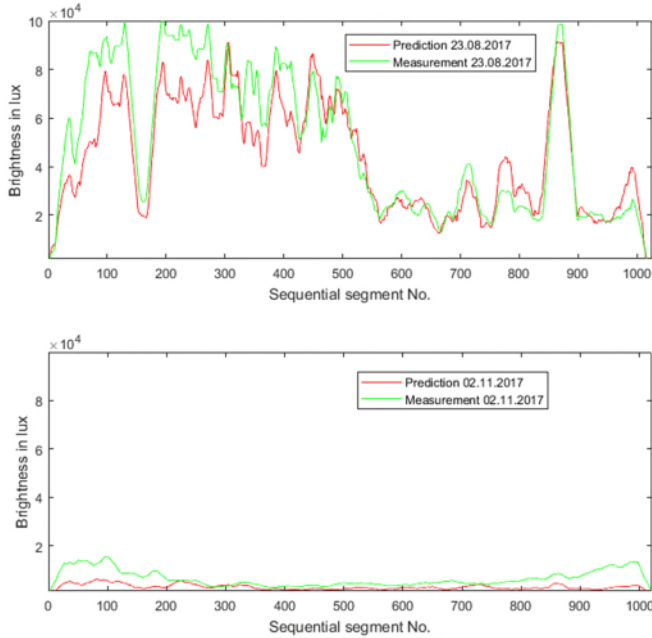 ×10⁴
10
8
6
4
2
Brightness in lux
Prediction 23.08.2017
Measurement 23.08.2017
0 100 200 300 400 500 600 700 800 900 1000
Sequential segment No.
×10⁴
8
6
4
2
Brightness in lux
Prediction 02.11.2017
Measurement 02.11.2017
0 100 200 300 400 500 600 700 800 900 1000
Sequential segment No.